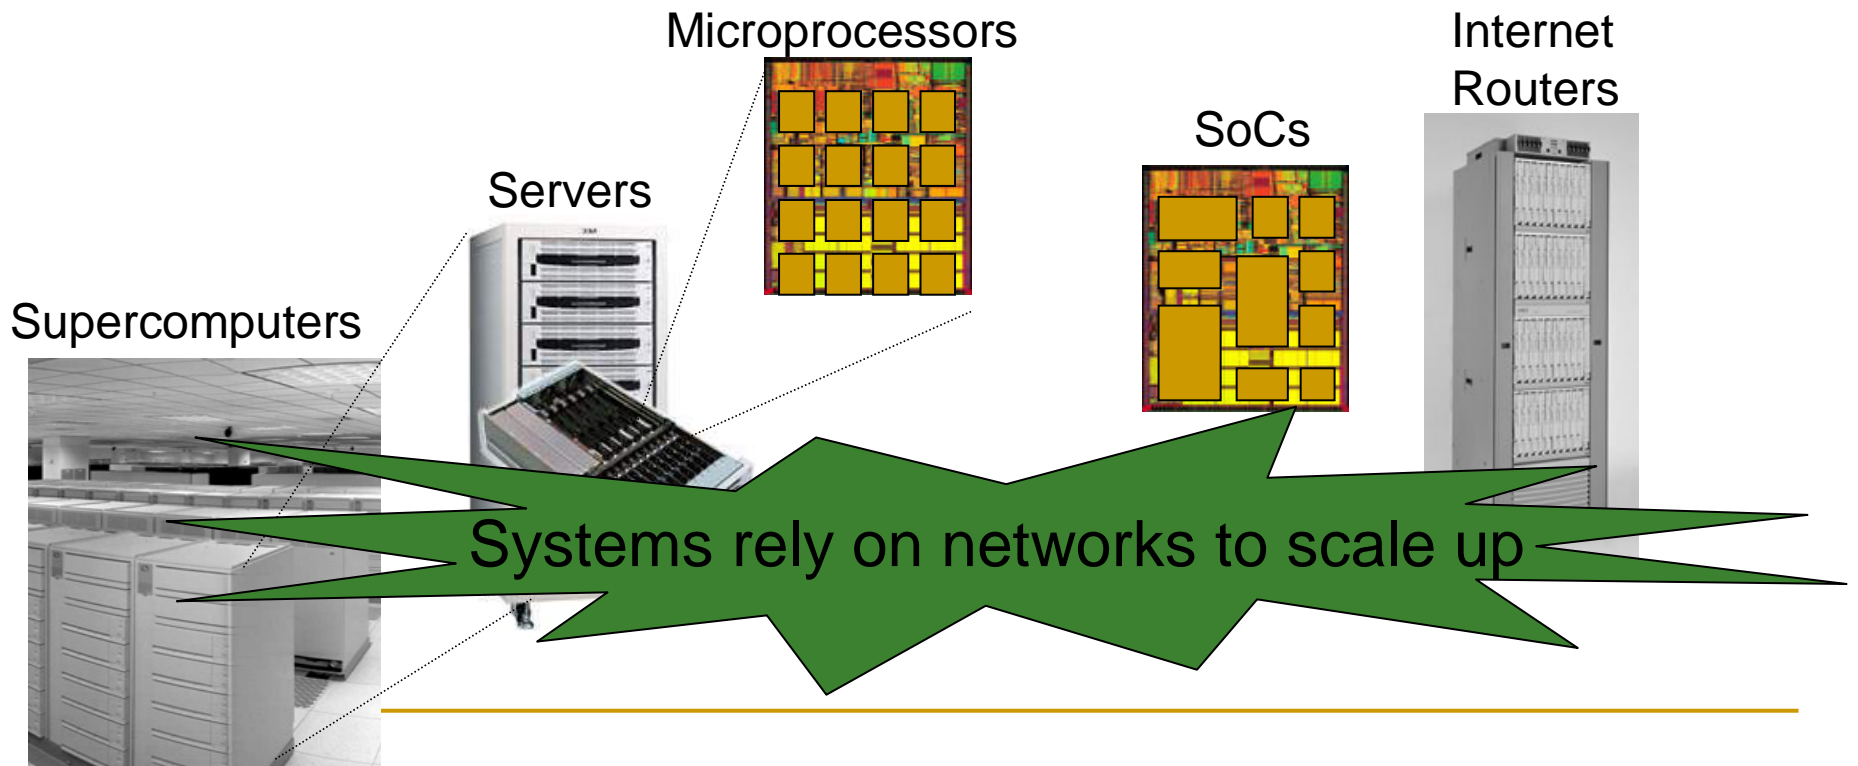 Microprocessors
Internet
Routers
SoCs
Servers
Supercomputers
Systems rely on networks to scale up